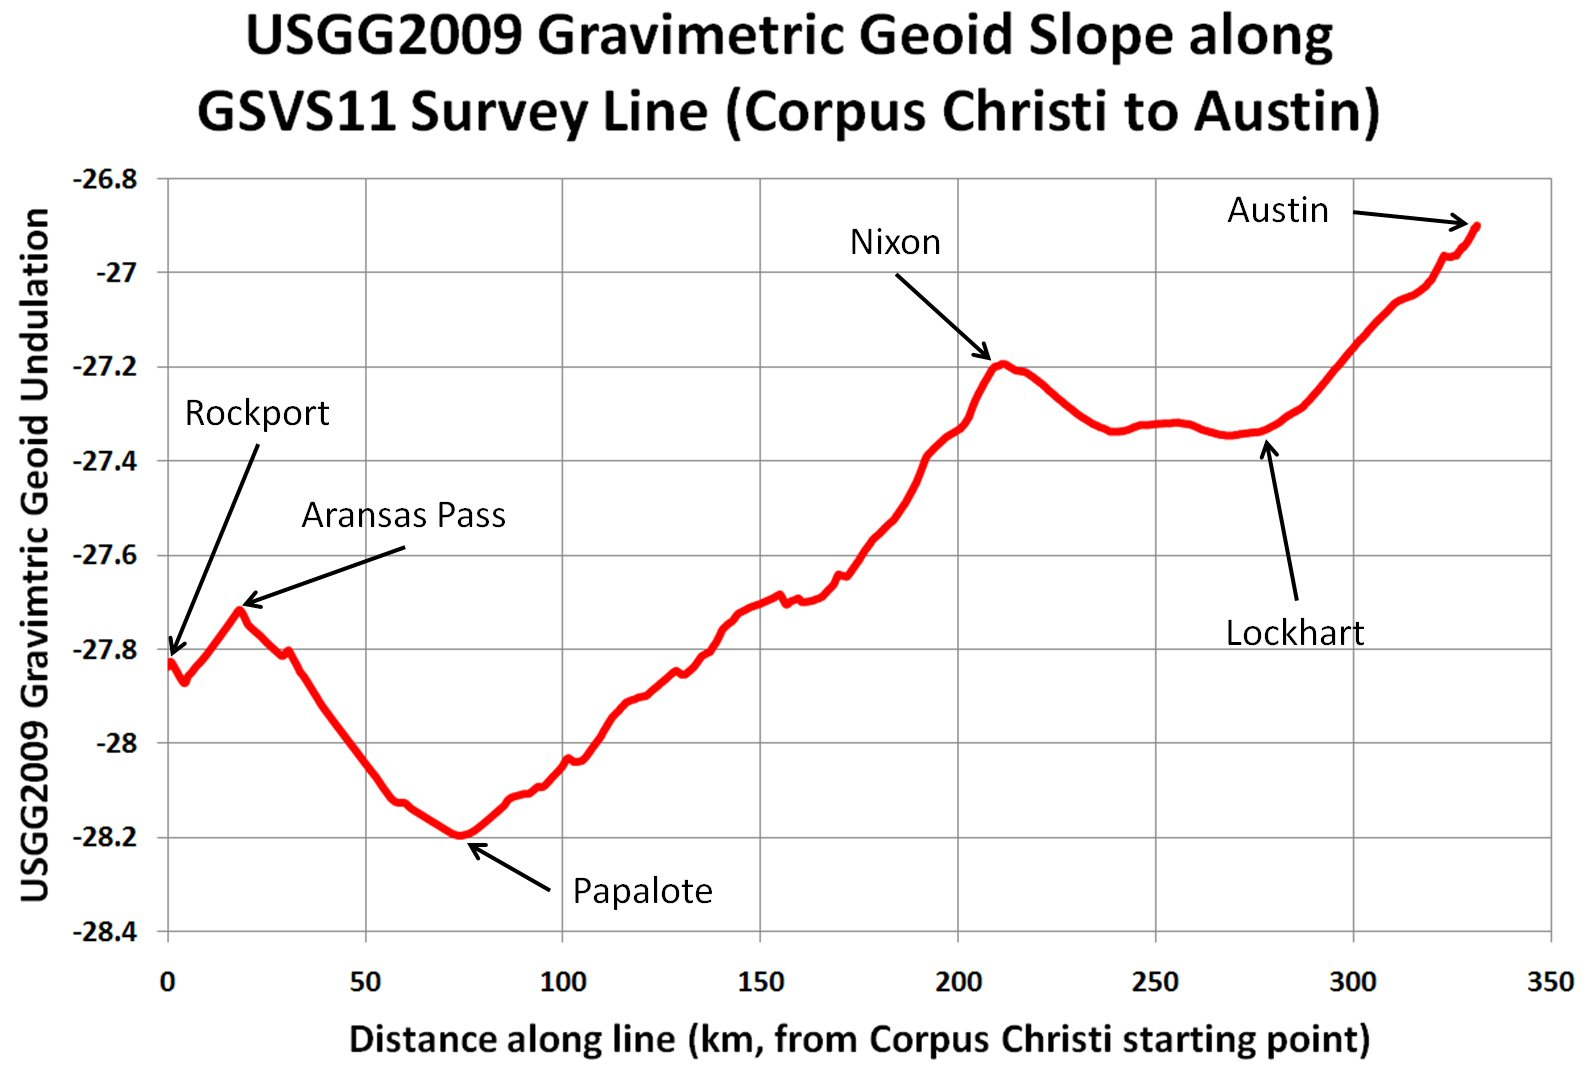 USGG2009 Gravimetric Geoid Slope along
GSVS11 Survey Line (Corpus Christi to Austin)
USGG2009 Gravimtric Geoid Undulation
-26.8
-27
-27.2
-27.4
-27.6
-27.8
-28
-28.2
-28.4
Rockport
Aransas Pass
Papalote
Nixon
Lockhart
Austin
0
50
100
150
200
250
300
350
Distance along line (km, from Corpus Christi starting point)